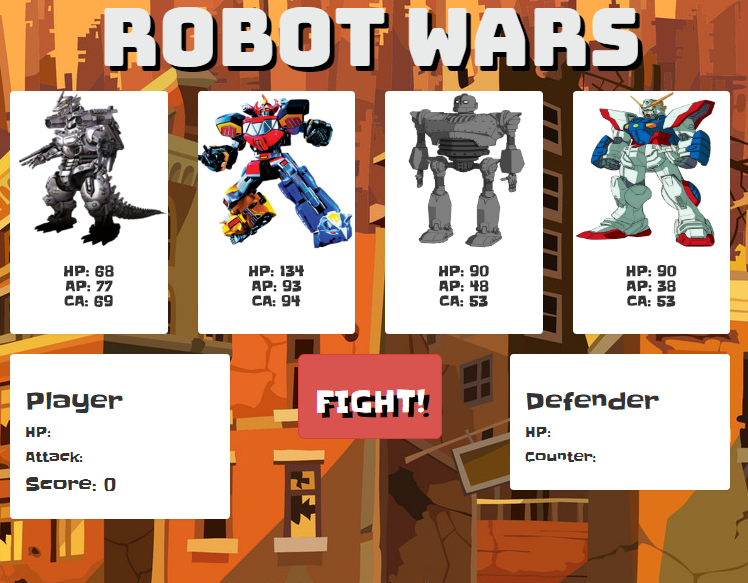 ROBOT WARS
HP: 68
AP: 77
CA: 69
HP: 134
AP: 93
CA: 94
HP: 90
AP: 48
CA: 53
HP: 90
AP: 38
CA: 53
Player
HP:
Attack:
Score: 0
FIGHT!
Defender
HP:
Counter: